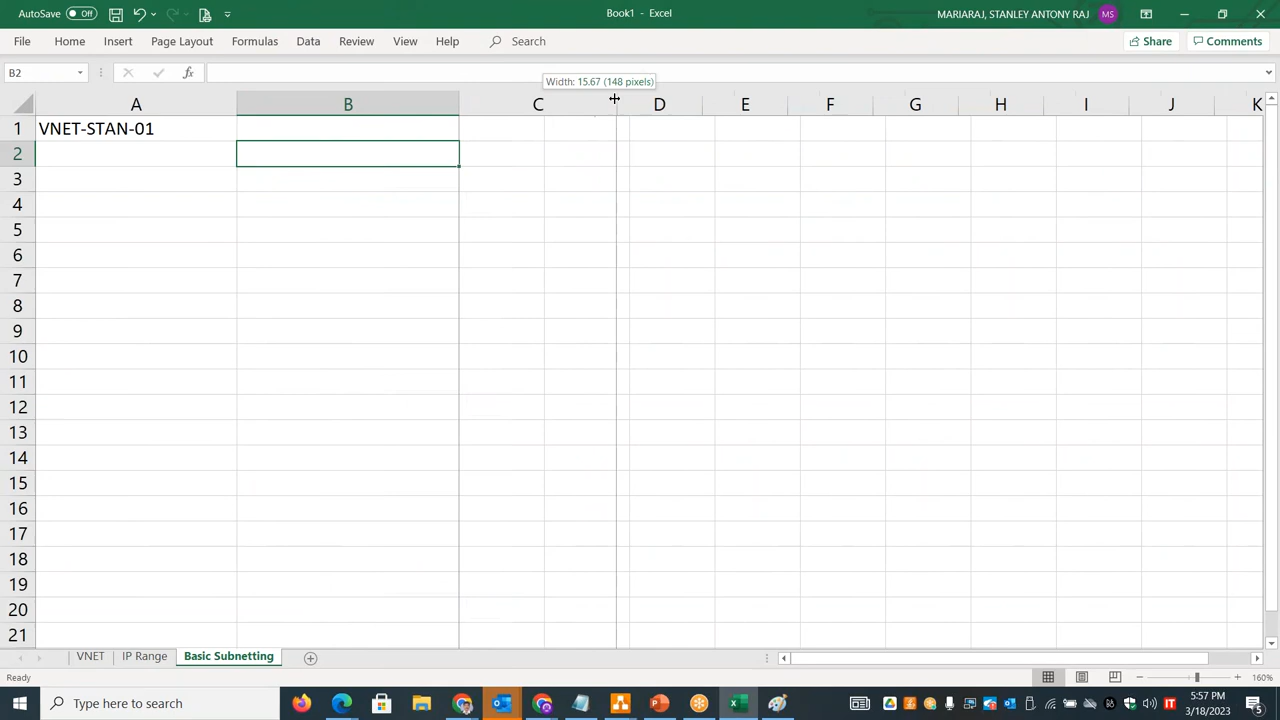 AutoSave Off Book1 - Excel MARIARAJ, STANLEY ANTONY RAJ MS
File Home Insert Page Layout Formulas Data Review View Help Search Share Comments
B2 fx
Width: 15.67 (148 pixels)
A B C D E F G H I J K
1 VNET-STAN-01
2
3
4
5
6
7
8
9
10
11
12
13
14
15
16
17
18
19
20
21
VNET IP Range Basic Subnetting
Ready 160%
Type here to search IT 5:57 PM
3/18/2023 5